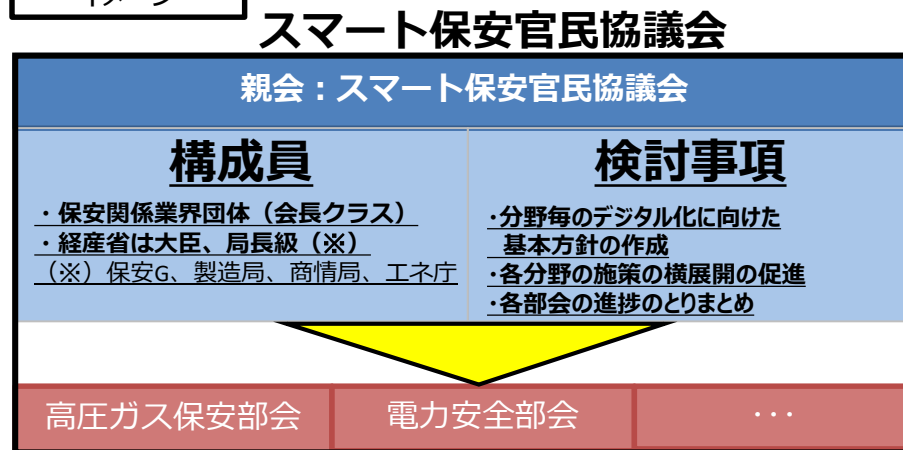 イメージ
スマート保安官民協議会
親会：スマート保安官民協議会
構成員
・保安関係業界団体（会長クラス）
・経産省は大臣、局長級（※）
（※）保安G、製造局、商情局、エネ庁
検討事項
・分野毎のデジタル化に向けた
基本方針の作成
・各分野の施策の横展開の促進
・各部会の進捗のとりまとめ
高圧ガス保安部会
電力安全部会
・・・